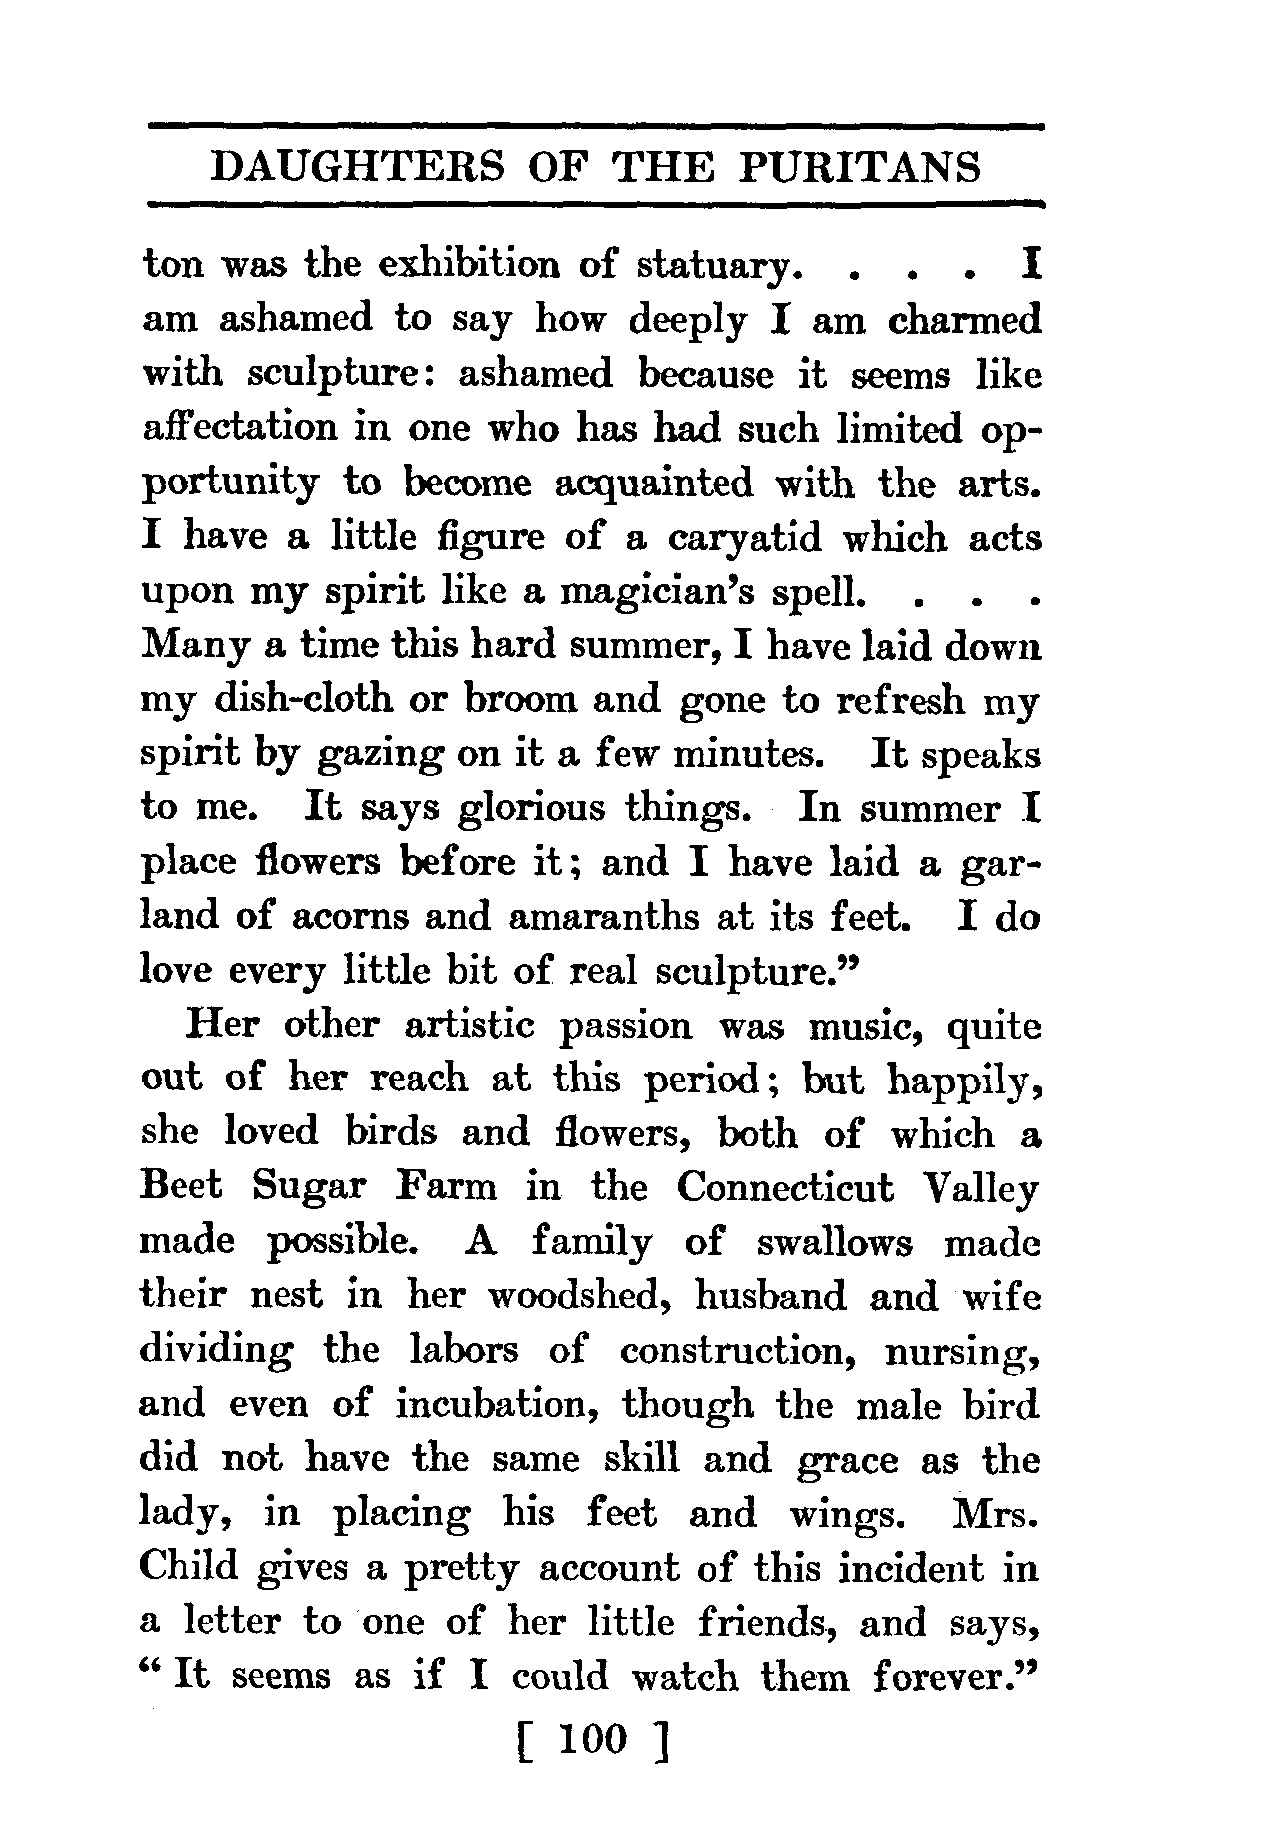 DAUGHTERS OF THE PURITANS
ton was the exhibition of statuary. . . . I
am ashamed to say how deeply I am charmed
with sculpture: ashamed because it seems like
affectation in one who has had such limited op-
portunity to become acquainted with the arts.
I have a little figure of a caryatid which acts
upon my spirit like a magician's spell. . . .
Many a time this hard summer, I have laid down
my dish-cloth or broom and gone to refresh my
spirit by gazing on it a few minutes. It speaks
to me. It says glorious things. In summer I
place flowers before it; and I have laid a gar-
land of acorns and amaranths at its feet. I do
love every little bit of real sculpture."
Her other artistic passion was music, quite
out of her reach at this period; but happily,
she loved birds and flowers, both of which a
Beet Sugar Farm in the Connecticut Valley
made possible. A family of swallows made
their nest in her woodshed, husband and wife
dividing the labors of construction, nursing,
and even of incubation, though the male bird
did not have the same skill and grace as the
lady, in placing his feet and wings. Mrs.
Child gives a pretty account of this incident in
a letter to one of her little friends, and says,
"It seems as if I could watch them forever."
[ 100 ]